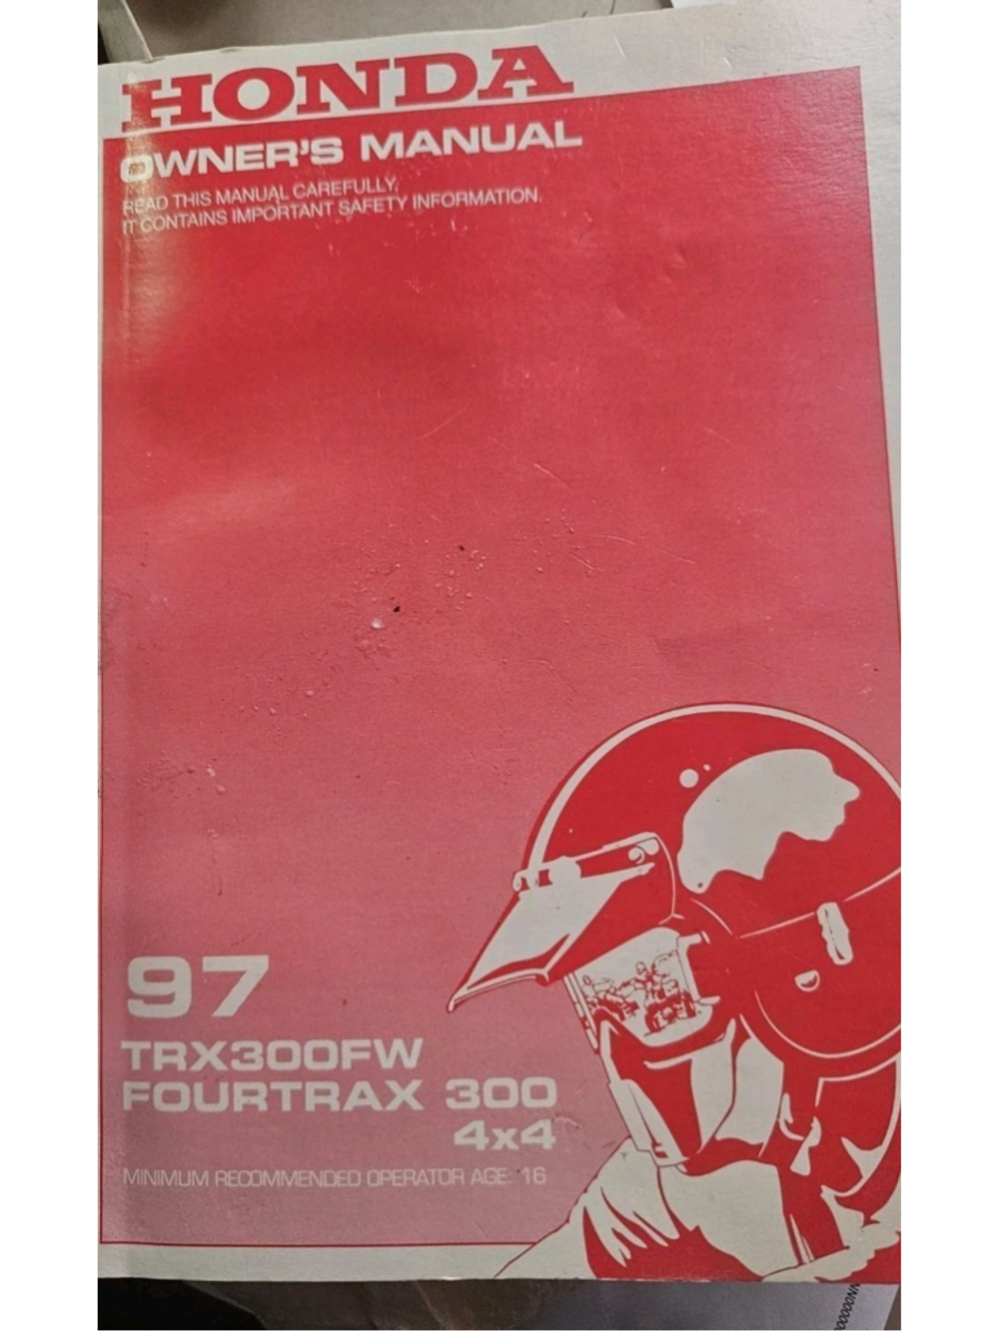 HONDA
OWNER'S MANUAL
READ THIS MANUAL CAREFULLY.
IT CONTAINS IMPORTANT SAFETY INFORMATION.
97
TRX300FW
FOURTRAX 300
4x4
MINIMUM RECOMMENDED OPERATOR AGE: 16